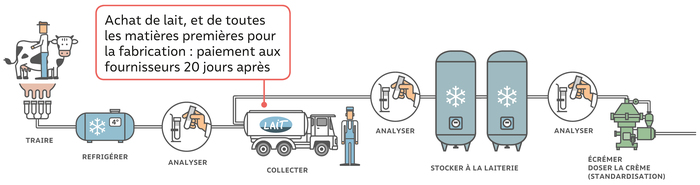 Achat de lait, et de toutes
les matières premières pour
la fabrication : paiement aux
fournisseurs 20 jours après
4°
LAIT
TRAIRE
REFRIGÉRER
ANALYSER
COLLECTER
ANALYSER
STOCKER À LA LAITERIE
ANALYSER
ÉCRÉMER
DOSER LA CRÈME
(STANDARDISATION)